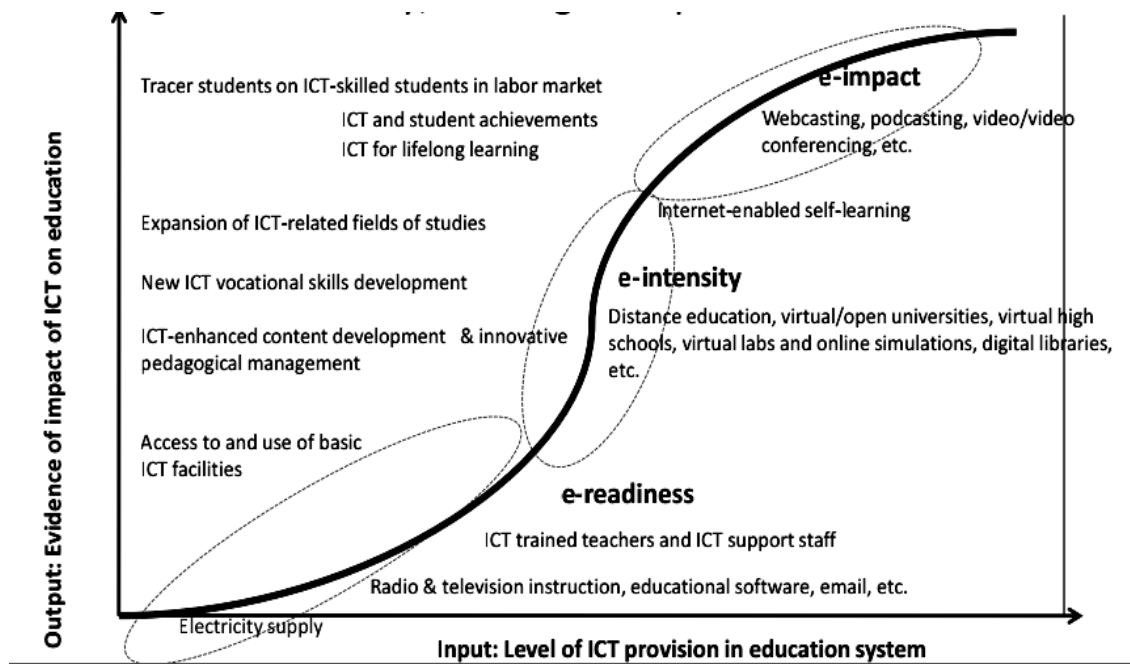 Tracer students on ICT-skilled students in labor market
ICT and student achievements
ICT for lifelong learning
e-impact
Webcasting, podcasting, video/video
conferencing, etc.
Internet-enabled self-learning
Expansion of ICT-related fields of studies
New ICT vocational skills development
e-intensity
Distance education, virtual/open universities, virtual high
schools, virtual labs and online simulations, digital libraries,
etc.
ICT-enhanced content development & innovative
pedagogical management
Access to and use of basic
ICT facilities
e-readiness
ICT trained teachers and ICT support staff
Radio & television instruction, educational software, email, etc.
Electricity supply
Output: Evidence of impact of ICT on education
Input: Level of ICT provision in education system